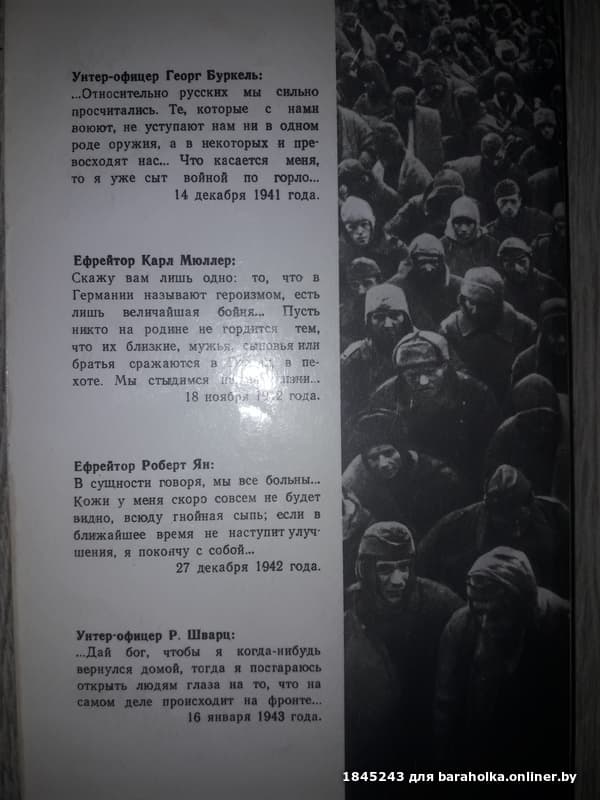 Унтер-офицер Георг Буркель:
...Относительно русских мы сильно
просчитались. Те, которые с нами
воюют, не уступают нам ни в одном
роде оружия, а в некоторых и пре-
восходят нас... Что касается меня,
то я уже сыт войной по горло...
14 декабря 1941 года.
Ефрейтор Карл Мюллер:
Скажу вам лишь одно: то, что в
Германии называют героизмом, есть
лишь величайшая бойня... Пусть
никто на родине не гордится тем,
что их близкие, мужья, сыновья или
братья сражаются в в пе-
хоте. Мы стыдимся
18 ноября года.
Ефрейтор Роберт Ян:
В сущности говоря, мы все больны...
Кожи у меня скоро совсем не будет
видно, всюду гнойная сыпь; если в
ближайшее время не наступит улуч-
шения, я покончу с собой...
27 декабря 1942 года.
Унтер-офицер Р. Шварц:
...Дай бог, чтобы я когда-нибудь
вернулся домой, тогда я постараюсь
открыть людям глаза на то, что на
самом деле происходит на фронте...
16 января 1943 года.
1845243 для baraholka.onliner.by